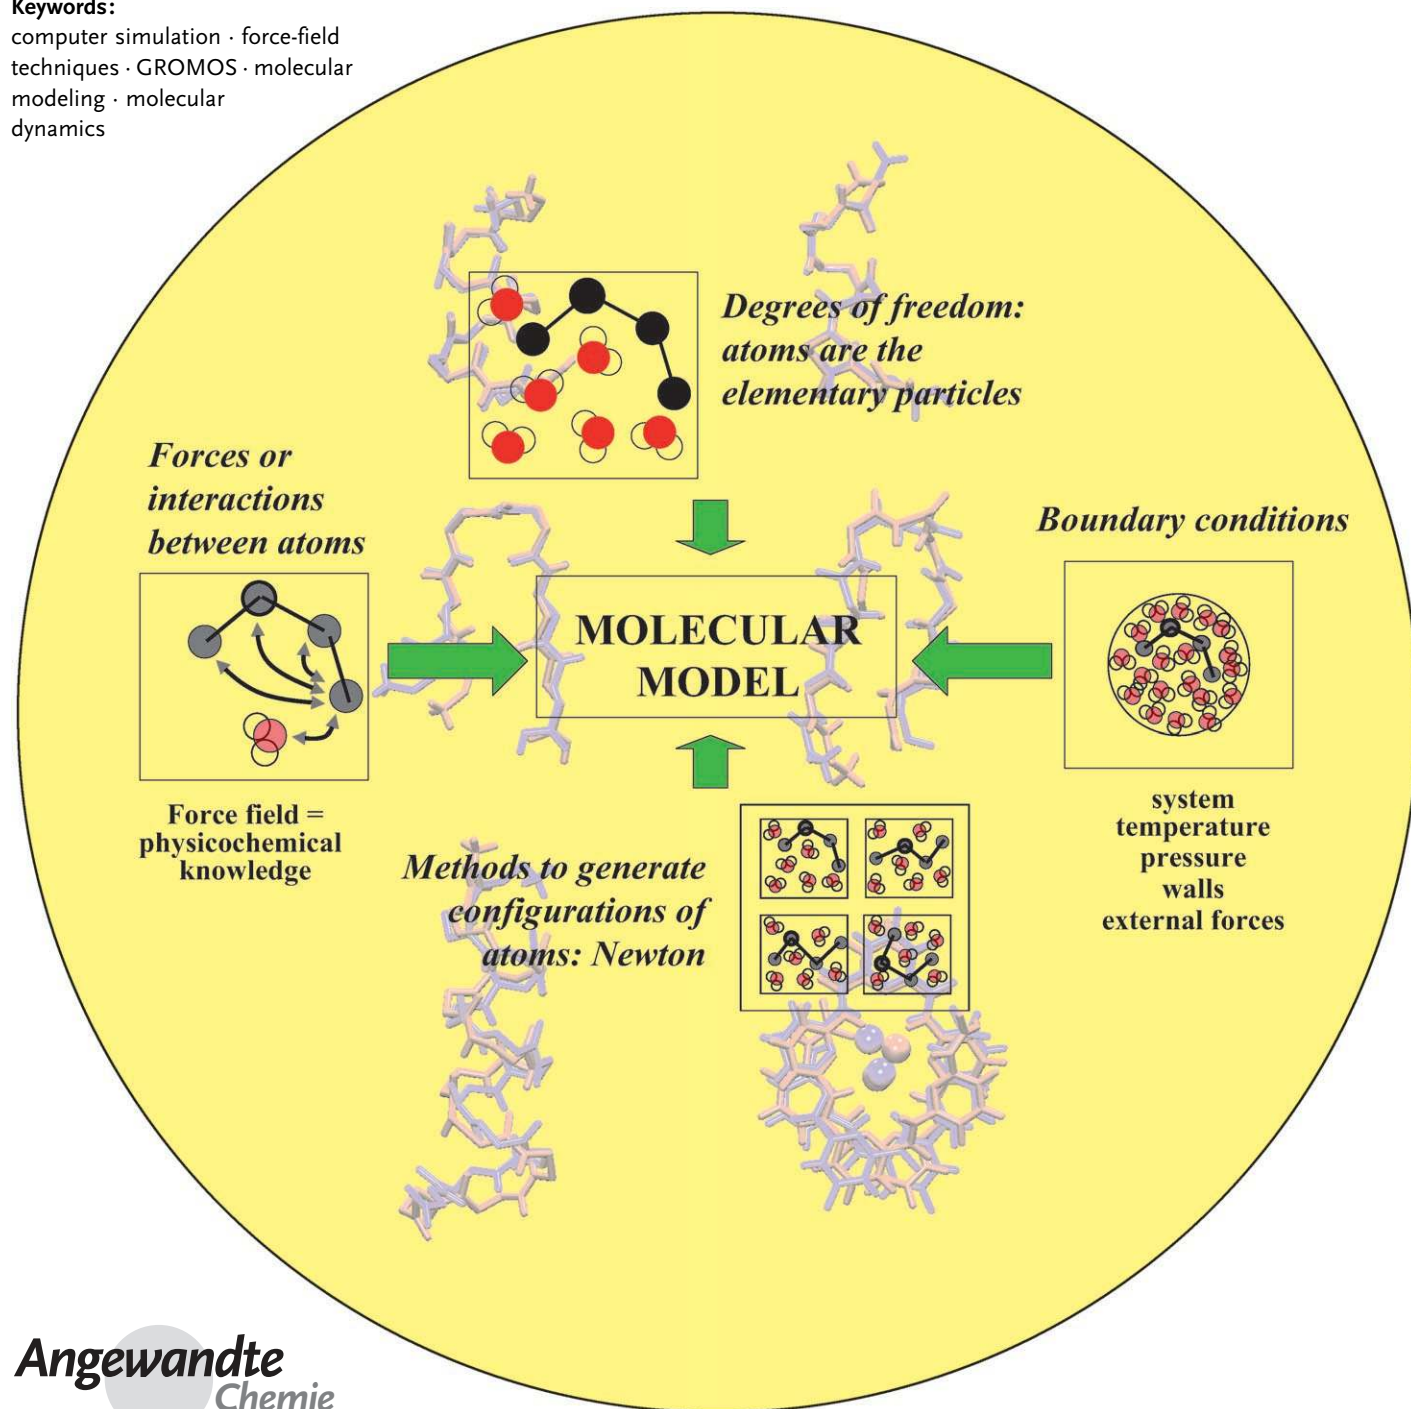 Keywords:
computer simulation · force-field
techniques · GROMOS · molecular
modeling · molecular
dynamics
Degrees of freedom:
atoms are the
elementary particles
Forces or
interactions
between atoms
Boundary conditions
MOLECULAR
MODEL
Force field =
physicochemical
knowledge
system
temperature
pressure
walls
external forces
Methods to generate
configurations of
atoms: Newton
Angewandte
Chemie